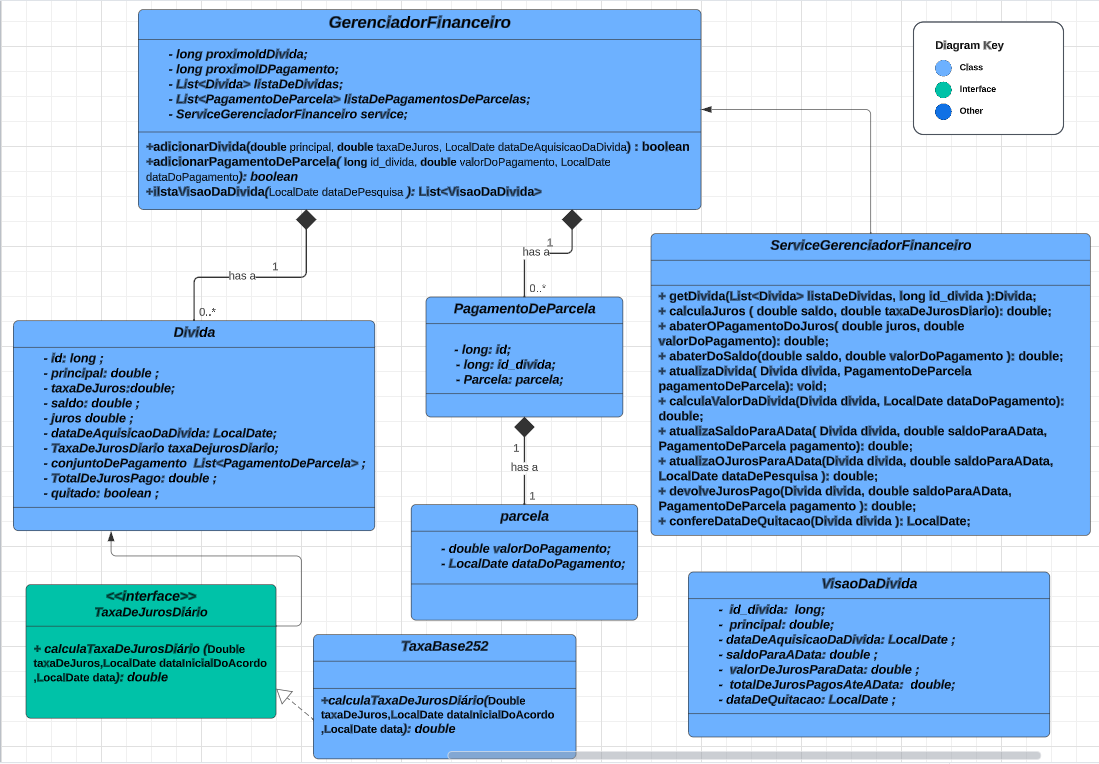 GerenciadorFinanceiro
- long proximoIdDivida;
- long proximoIDPagamento;
- List<Divida> listaDeDividas;
- List<PagamentoDeParcela> listaDePagamentosDeParcelas;
- ServiceGerenciadorFinanceiro service;
+adicionarDivida(double principal, double taxaDeJuros, LocalDate dataDeAquisicaoDaDivida) : boolean
+adicionarPagamentoDeParcela( long id_divida, double valorDoPagamento, LocalDate
dataDoPagamento): boolean
+ilstaVisaoDaDivida(LocalDate dataDePesquisa ): List<VisaoDaDivida>
Diagram Key
Class
Interface
Other
has a
1
0..*
1
has a
0..*
ServiceGerenciadorFinanceiro
+ getDivida(List<Divida> listaDeDividas, long id_divida ):Divida;
+ calculaJuros ( double saldo, double taxaDeJurosDiario): double;
+ abaterOPagamentoDoJuros( double juros, double
valorDoPagamento): double;
+ abaterDoSaldo(double saldo, double valorDoPagamento ): double;
+ atualizaDivida( Divida divida, PagamentoDeParcela
pagamentoDeParcela): void;
+ calculaValorDaDivida(Divida divida, LocalDate dataDoPagamento):
double;
+ atualizaSaldoParaAData( Divida divida, double saldoParaAData,
PagamentoDeParcela pagamento): double;
+ atualizaOJurosParaAData(Divida divida, double saldoParaAData,
LocalDate dataDePesquisa ): double;
+ devolveJurosPago(Divida divida, double saldoParaAData,
PagamentoDeParcela pagamento ): double;
+ confereDataDeQuitacao(Divida divida ): LocalDate;
Divida
- id: long ;
- principal: double ;
- taxaDeJuros:double;
- saldo: double ;
- juros double ;
- dataDeAquisicaoDaDivida: LocalDate;
- TaxaDeJurosDiario taxaDejurosDiario;
- conjuntoDePagamento  List<PagamentoDeParcela> ;
- TotalDeJurosPago: double ;
- quitado: boolean ;
PagamentoDeParcela
- long: id;
- long: id_divida;
- Parcela: parcela;
1
has a
1
parcela
- double valorDoPagamento;
- LocalDate dataDoPagamento;
<<interface>>
TaxaDeJurosDiário
+ calculaTaxaDeJurosDiário (Double
taxaDeJuros,LocalDate dataInicialDoAcordo
,LocalDate data): double
TaxaBase252
+calculaTaxaDeJurosDiário(Double
taxaDeJuros,LocalDate dataInicialDoAcordo
,LocalDate data): double
VisaoDaDivida
- id_divida: long;
- principal: double;
- dataDeAquisicaoDaDivida: LocalDate ;
- saldoParaAData: double ;
- valorDeJurosParaData: double ;
- totalDeJurosPagosAteAData: double;
- dataDeQuitacao: LocalDate ;